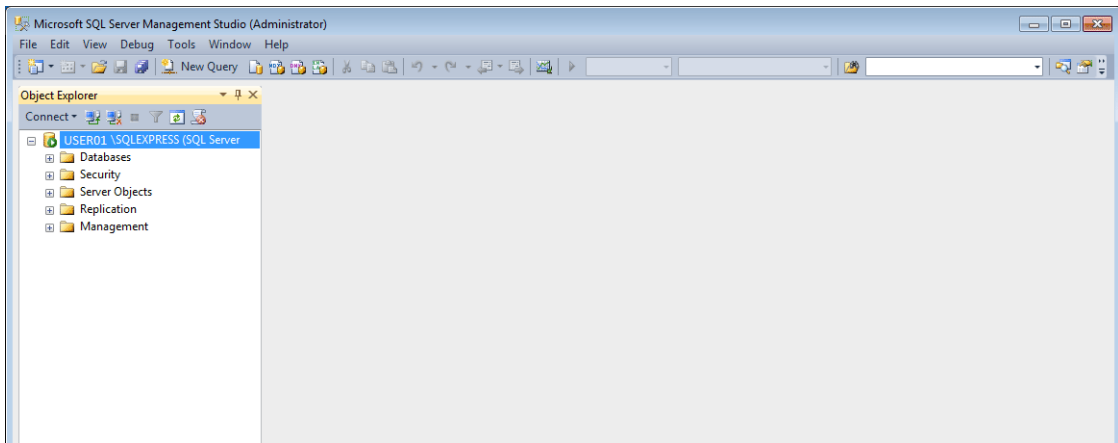 Microsoft SQL Server Management Studio (Administrator)
File Edit View Debug Tools Window Help
New Query
Object Explorer
Connect
USER01 \SQLEXPRESS (SQL Server
Databases
Security
Server Objects
Replication
Management